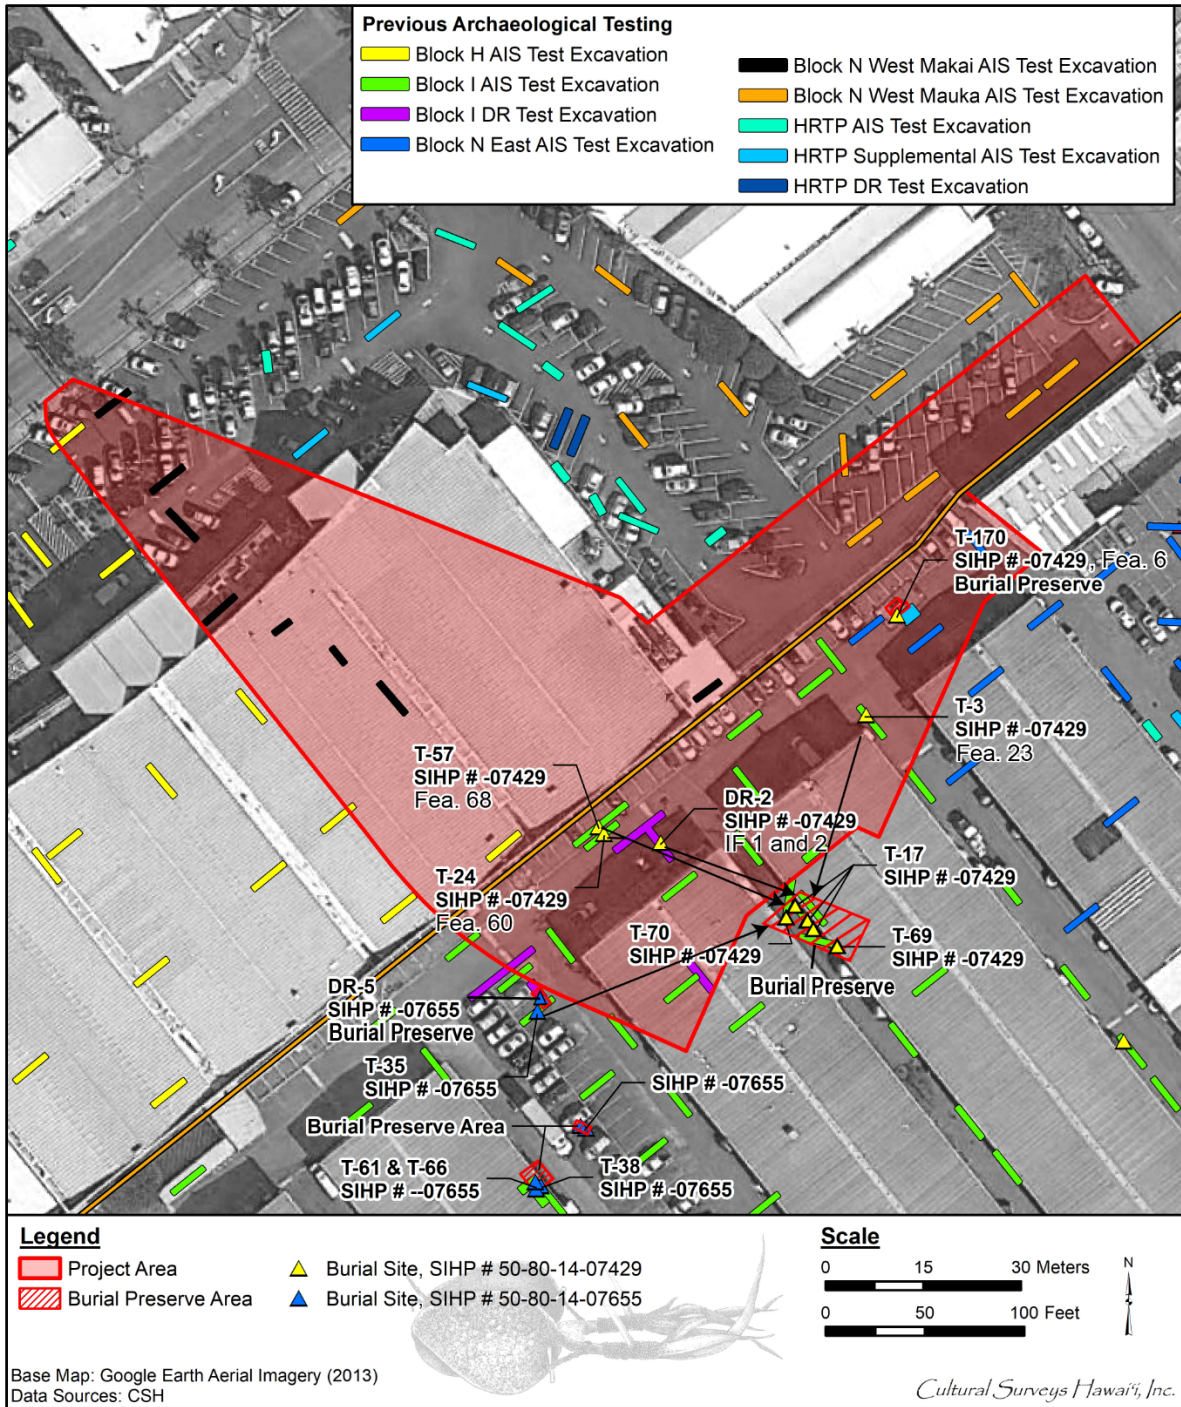 Previous Archaeological Testing
Block H AIS Test Excavation
Block I AIS Test Excavation
Block I DR Test Excavation
Block N East AIS Test Excavation
Block N West Makai AIS Test Excavation
Block N West Mauka AIS Test Excavation
HRTP AIS Test Excavation
HRTP Supplemental AIS Test Excavation
HRTP DR Test Excavation
T-170
SIHP # -07429, Fea. 6
Burial Preserve
T-3
SIHP # -07429
Fea. 23
T-57
SIHP # -07429
Fea. 68
DR-2
SIHP # -07429
IF 1 and 2
T-17
SIHP # -07429
T-24
SIHP # -07429
Fea. 60
T-70
SIHP # -07429
T-69
SIHP # -07429
Burial Preserve
DR-5
SIHP # -07655
Burial Preserve
T-35
SIHP # -07655
SIHP # -07655
Burial Preserve Area
T-61 & T-66
SIHP # --07655
T-38
SIHP # -07655
Legend
Project Area
Burial Preserve Area
Burial Site, SIHP # 50-80-14-07429
Burial Site, SIHP # 50-80-14-07655
Scale
0 15 30 Meters
0 50 100 Feet
N
Base Map: Google Earth Aerial Imagery (2013)
Data Sources: CSH
Cultural Surveys Hawaiʻi, Inc.